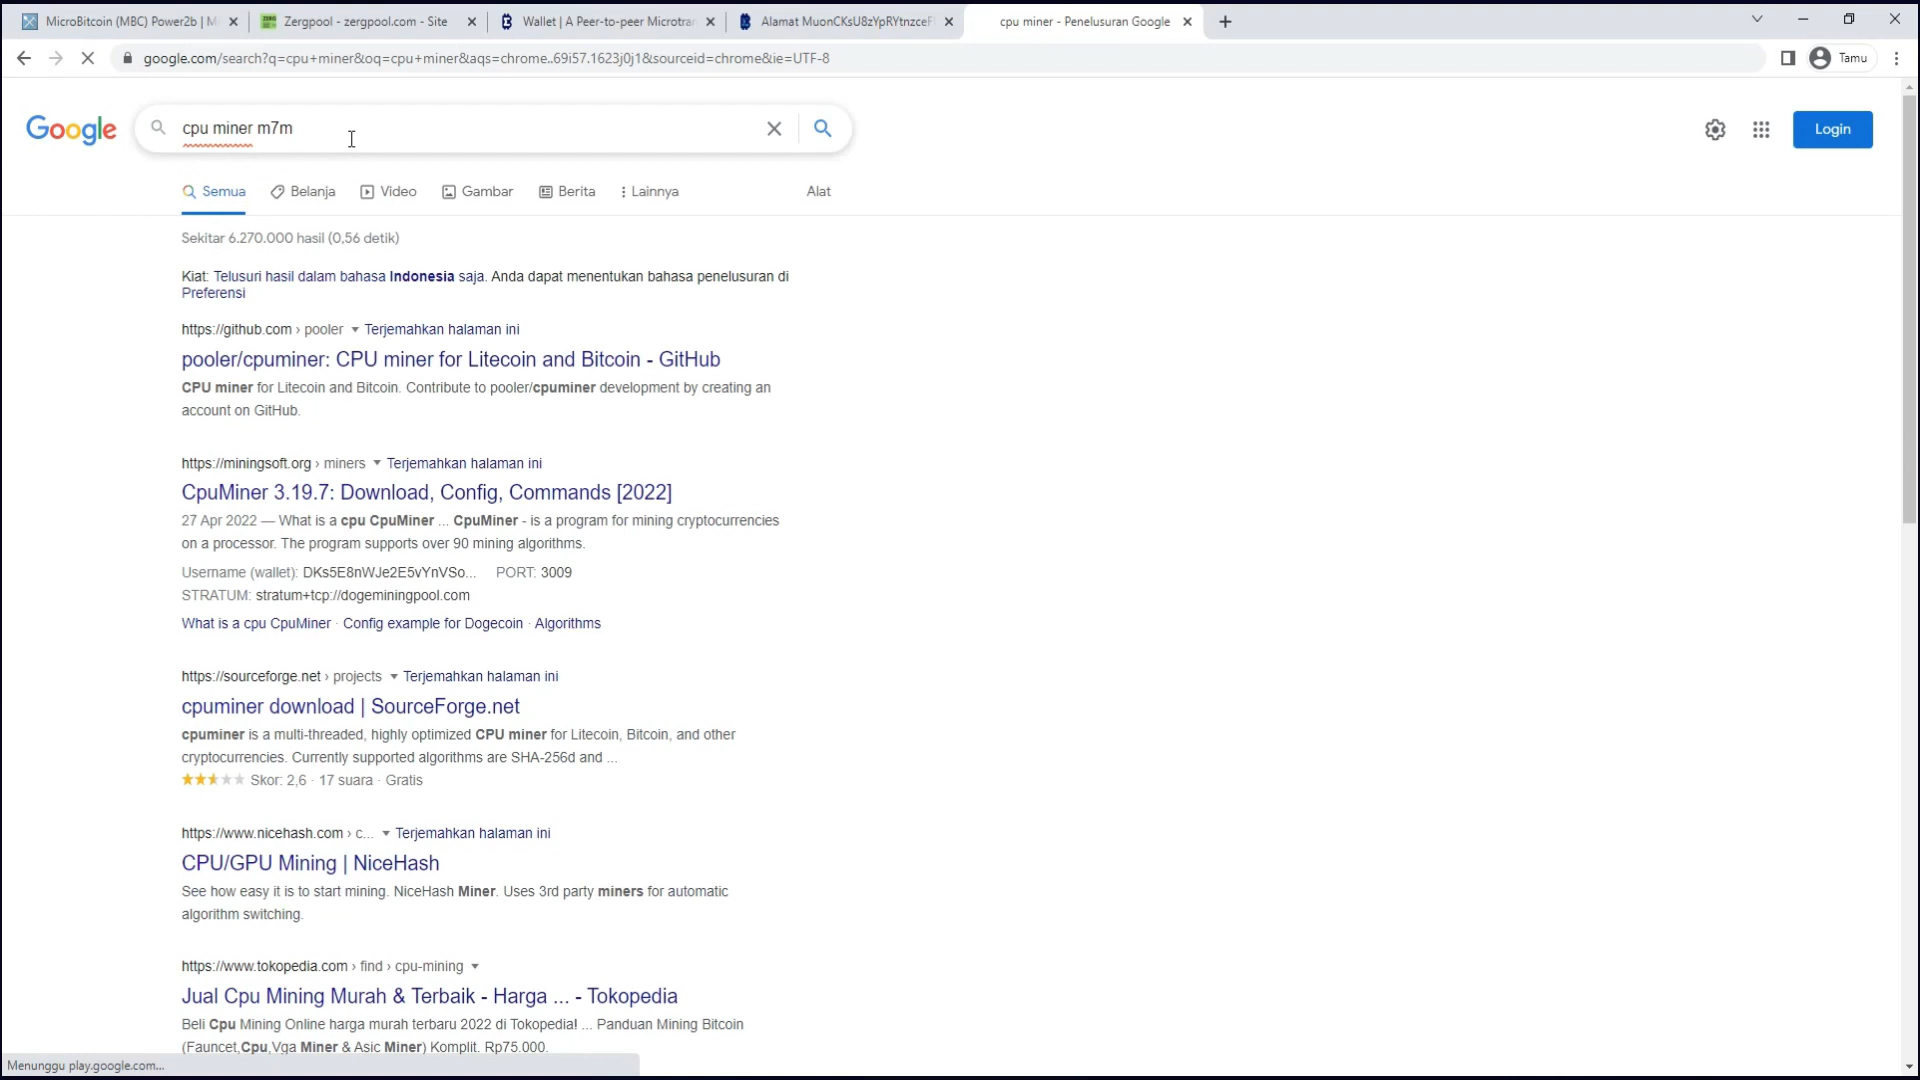 MicroBitcoin (MBC) Power2b | Mi
Zergpool - zergpool.com - Site
Wallet | A Peer-to-peer Microtran
Alamat MuonCKsU8zYpRYtnzceF
cpu miner - Penelusuran Google
google.com/search?q=cpu+miner&oq=cpu+miner&aqs=chrome..69i57.1623j0j1&sourceid=chrome&ie=UTF-8
Tamu
Google
cpu miner m7m
Login
Semua
Belanja
Video
Gambar
Berita
Lainnya
Alat
Sekitar 6.270.000 hasil (0,56 detik)
Kiat: Telusuri hasil dalam bahasa Indonesia saja. Anda dapat menentukan bahasa penelusuran di
Preferensi
https://github.com › pooler Terjemahkan halaman ini
pooler/cpuminer: CPU miner for Litecoin and Bitcoin - GitHub
CPU miner for Litecoin and Bitcoin. Contribute to pooler/cpuminer development by creating an
account on GitHub.
https://miningsoft.org › miners Terjemahkan halaman ini
CpuMiner 3.19.7: Download, Config, Commands [2022]
27 Apr 2022 — What is a cpu CpuMiner ... CpuMiner - is a program for mining cryptocurrencies
on a processor. The program supports over 90 mining algorithms.
Username (wallet): DKs5E8nWJe2E5vYnVSo... PORT: 3009
STRATUM: stratum+tcp://dogeminingpool.com
What is a cpu CpuMiner · Config example for Dogecoin · Algorithms
https://sourceforge.net › projects Terjemahkan halaman ini
cpuminer download | SourceForge.net
cpuminer is a multi-threaded, highly optimized CPU miner for Litecoin, Bitcoin, and other
cryptocurrencies. Currently supported algorithms are SHA-256d and ...
Skor: 2,6 · 17 suara · Gratis
https://www.nicehash.com › c... Terjemahkan halaman ini
CPU/GPU Mining | NiceHash
See how easy it is to start mining. NiceHash Miner. Uses 3rd party miners for automatic
algorithm switching.
https://www.tokopedia.com › find › cpu-mining
Jual Cpu Mining Murah & Terbaik - Harga ... - Tokopedia
Beli Cpu Mining Online harga murah terbaru 2022 di Tokopedia! ... Panduan Mining Bitcoin
(Fauncet,Cpu,Vga Miner & Asic Miner) Komplit. Rp75.000.
Menunggu play.google.com...